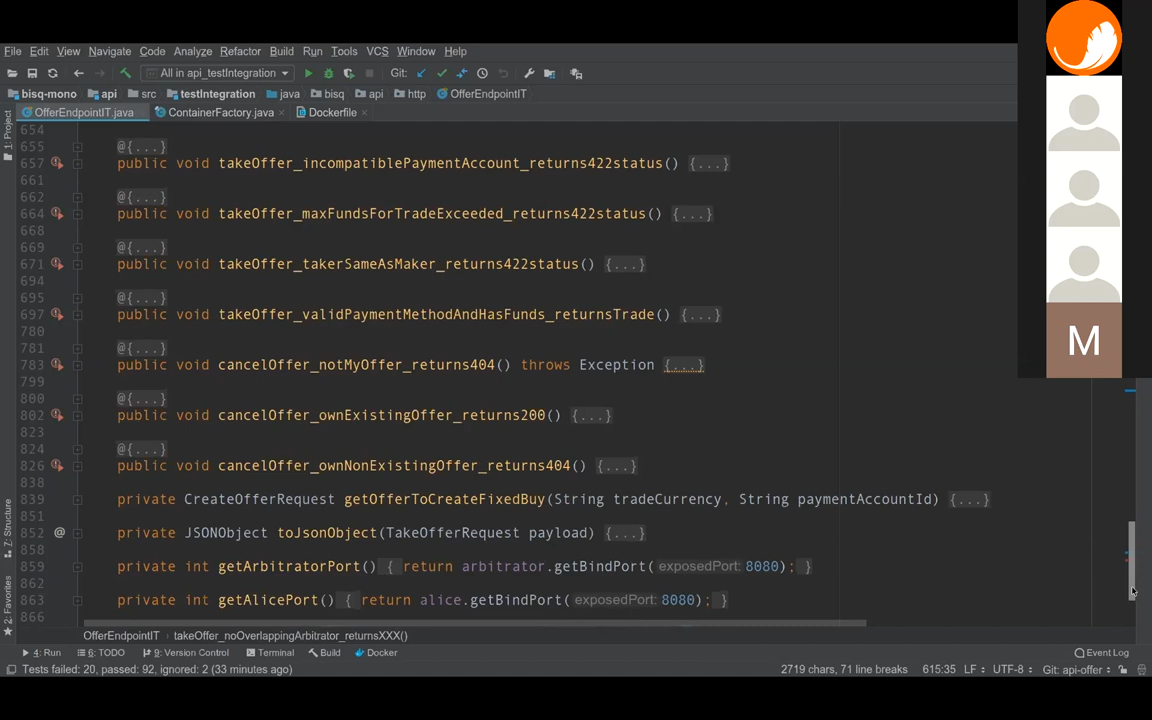 File Edit View Navigate Code Analyze Refactor Build Run Tools VCS Window Help
All in api_testIntegration Git:
bisq-mono api src testIntegration java bisq api http OfferEndpointIT
OfferEndpointIT.java ContainerFactory.java Dockerfile
1: Project
654
655 @{...}
657 public void takeOffer_incompatiblePaymentAccount_returns422status() {...}
661
662 @{...}
664 public void takeOffer_maxFundsForTradeExceeded_returns422status() {...}
668
669 @{...}
671 public void takeOffer_takerSameAsMaker_returns422status() {...}
694
695 @{...}
697 public void takeOffer_validPaymentMethodAndHasFunds_returnsTrade() {...}
780
781 @{...}
783 public void cancelOffer_notMyOffer_returns404() throws Exception {...}
799
800 @{...}
802 public void cancelOffer_ownExistingOffer_returns200() {...}
823
824 @{...}
826 public void cancelOffer_ownNonExistingOffer_returns404() {...}
838
839 private CreateOfferRequest getOfferToCreateFixedBuy(String tradeCurrency, String paymentAccountId) {...}
851
852 @ private JSONObject toJsonObject(TakeOfferRequest payload) {...}
858
859 private int getArbitratorPort() { return arbitrator.getBindPort( exposedPort: 8080); }
862
863 private int getAlicePort() { return alice.getBindPort( exposedPort: 8080); }
866
Z: Structure
2: Favorites
OfferEndpointIT takeOffer_noOverlappingArbitrator_returnsXXX()
4: Run 6: TODO 9: Version Control Terminal Build Docker Event Log
Tests failed: 20, passed: 92, ignored: 2 (33 minutes ago) 2719 chars, 71 line breaks 615:35 LF UTF-8 Git: api-offer
M